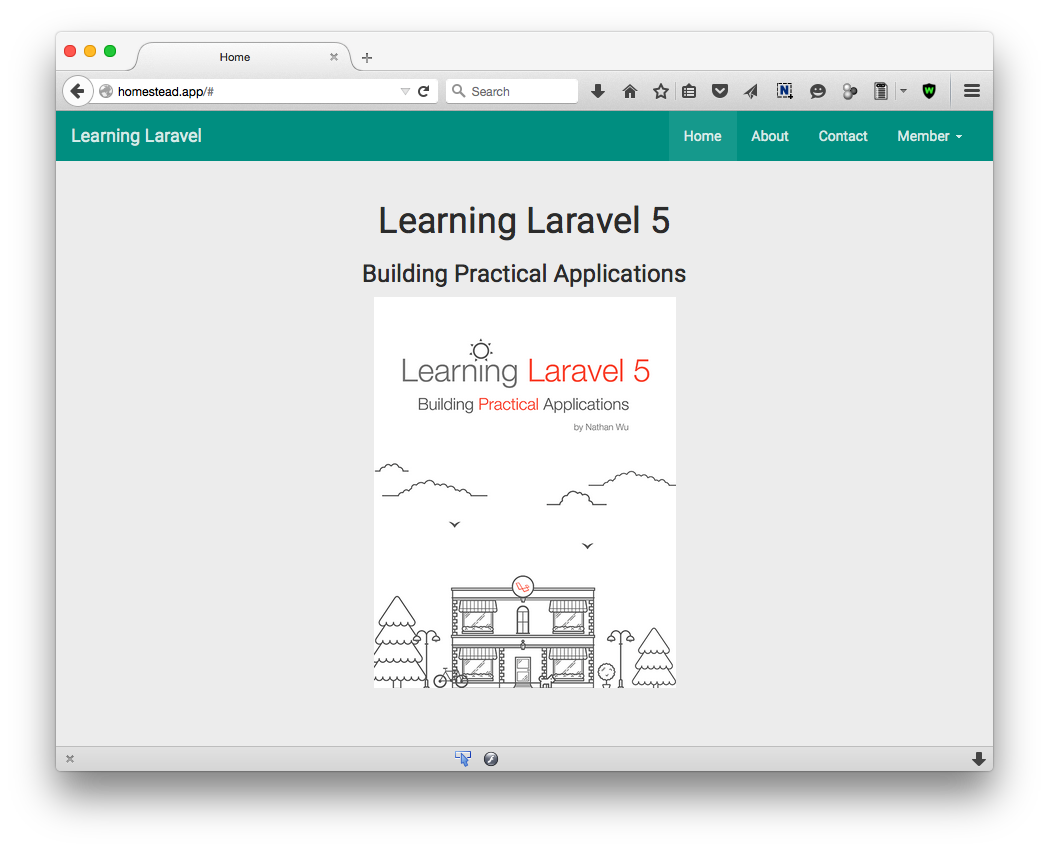 Home
homestead.app/#
Search
Learning Laravel
Home
About
Contact
Member
Learning Laravel 5
Building Practical Applications
Learning Laravel 5
Building Practical Applications
by Nathan Wu